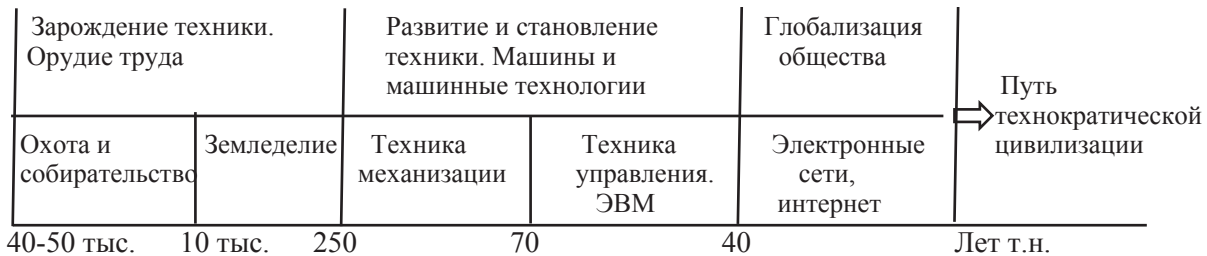 Зарождение техники.
Орудие труда
Развитие и становление
техники. Машины и
машинные технологии
Глобализация
общества
Путь
технократической
цивилизации
Охота и
собирательство
Земледелие
Техника
механизации
Техника
управления.
ЭВМ
Электронные
сети,
интернет
40-50 тыс. 10 тыс. 250 70 40 Лет т.н.